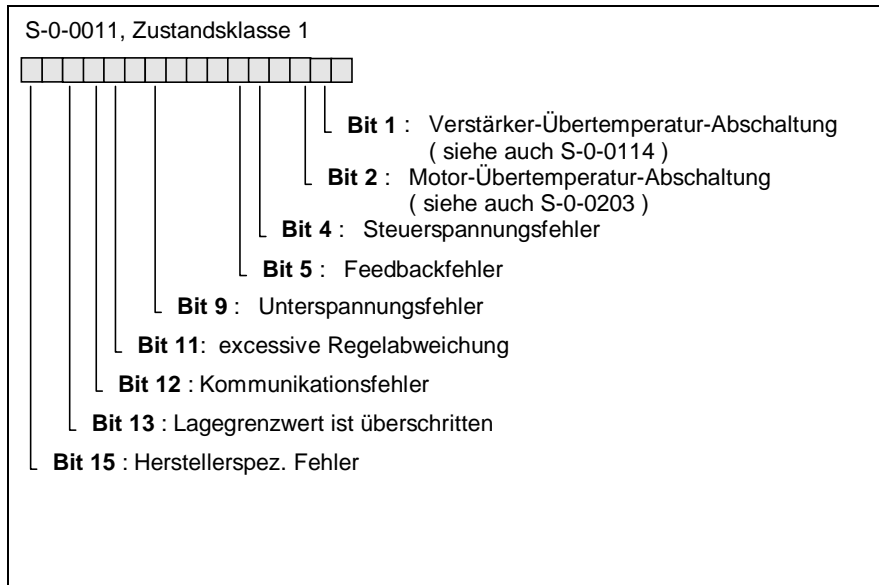 S-0-0011, Zustandsklasse 1
Bit 1 : Verstärker-Übertemperatur-Abschaltung
( siehe auch S-0-0114 )
Bit 2 : Motor-Übertemperatur-Abschaltung
( siehe auch S-0-0203 )
Bit 4 : Steuerspannungsfehler
Bit 5 : Feedbackfehler
Bit 9 : Unterspannungsfehler
Bit 11: excessive Regelabweichung
Bit 12 : Kommunikationsfehler
Bit 13 : Lagegrenzwert ist überschritten
Bit 15 : Herstellerspez. Fehler